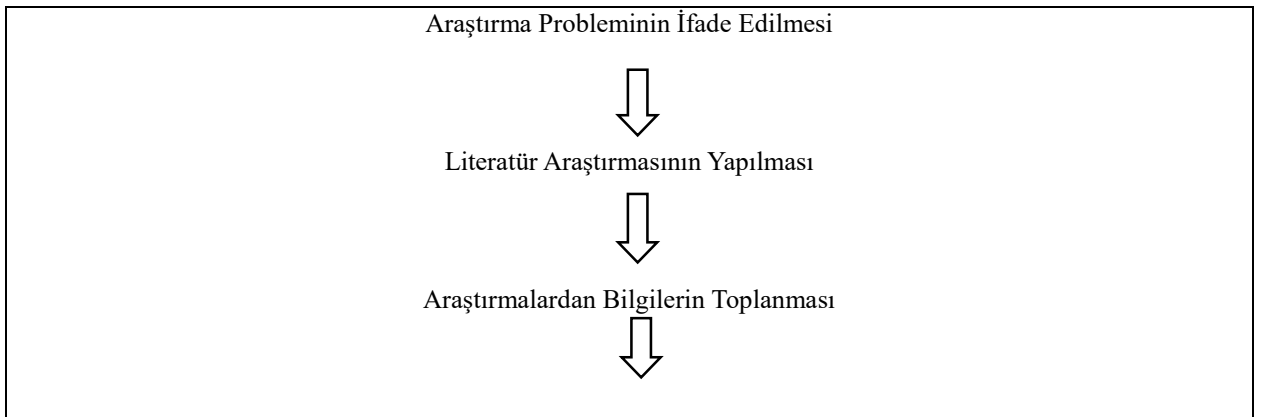 Araştırma Probleminin İfade Edilmesi
Literatür Araştırmasının Yapılması
Araştırmalardan Bilgilerin Toplanması